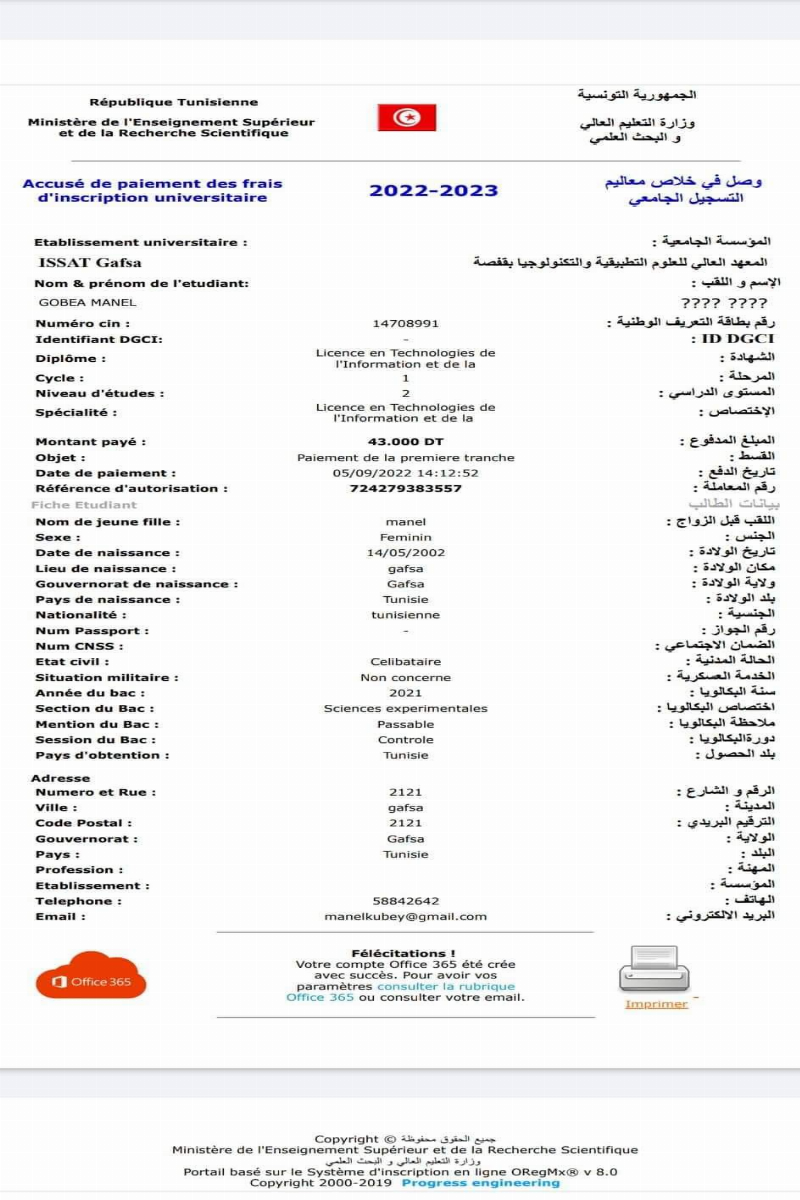 République Tunisienne
الجمهورية التونسية
Ministère de l'Enseignement Supérieur
et de la Recherche Scientifique
وزارة التعليم العالي
و البحث العلمي
Accusé de paiement des frais
d'inscription universitaire
2022-2023
وصل في خلاص معاليم
التسجيل الجامعي
Etablissement universitaire :
المؤسسة الجامعية :
ISSAT Gafsa
المعهد العالي للعلوم التطبيقية والتكنولوجيا بقفصة
Nom & prénom de l'etudiant:
الإسم و اللقب :
GOBEA MANEL
???? ????
Numéro cin : 14708991 رقم بطاقة التعريف الوطنية :
Identifiant DGCI: - ID DGCI :
Diplôme : Licence en Technologies de
l'Information et de la الشهادة :
Cycle : 1 المرحلة :
Niveau d'études : 2 المستوى الدراسي :
Spécialité : Licence en Technologies de
l'Information et de la الإختصاص :
Montant payé : 43.000 DT المبلغ المدفوع :
Objet : Paiement de la premiere tranche القسط :
Date de paiement : 05/09/2022 14:12:52 تاريخ الدفع :
Référence d'autorisation : 724279383557 رقم المعاملة :
Fiche Etudiant بيانات الطالب
Nom de jeune fille : manel اللقب قبل الزواج :
Sexe : Feminin الجنس :
Date de naissance : 14/05/2002 تاريخ الولادة :
Lieu de naissance : gafsa مكان الولادة :
Gouvernorat de naissance : Gafsa ولاية الولادة :
Pays de naissance : Tunisie بلد الولادة :
Nationalité : tunisienne الجنسية :
Num Passport : - رقم الجواز :
Num CNSS : الضمان الاجتماعي :
Etat civil : Celibataire الحالة المدنية :
Situation militaire : Non concerne الخدمة العسكرية :
Année du bac : 2021 سنة البكالويا :
Section du Bac : Sciences experimentales اختصاص البكالويا :
Mention du Bac : Passable ملاحظة البكالويا :
Session du Bac : Controle دورةالبكالويا :
Pays d'obtention : Tunisie بلد الحصول :
Adresse
Numero et Rue : 2121 الرقم و الشارع :
Ville : gafsa المدينة :
Code Postal : 2121 الترقيم البريدي :
Gouvernorat : Gafsa الولاية :
Pays : Tunisie البلد :
Profession : المهنة :
Etablissement : المؤسسة :
Telephone : 58842642 الهاتف :
Email : manelkubey@gmail.com البريد الالكتروني :
Office 365
Félécitations !
Votre compte Office 365 été crée
avec succès. Pour avoir vos
paramètres consulter la rubrique
Office 365 ou consulter votre email.
Imprimer
Copyright © جميع الحقوق محفوظة
Ministère de l'Enseignement Supérieur et de la Recherche Scientifique
وزارة التعليم العالي و البحث العلمي
Portail basé sur le Système d'inscription en ligne ORegMx® v 8.0
Copyright 2000-2019 Progress engineering